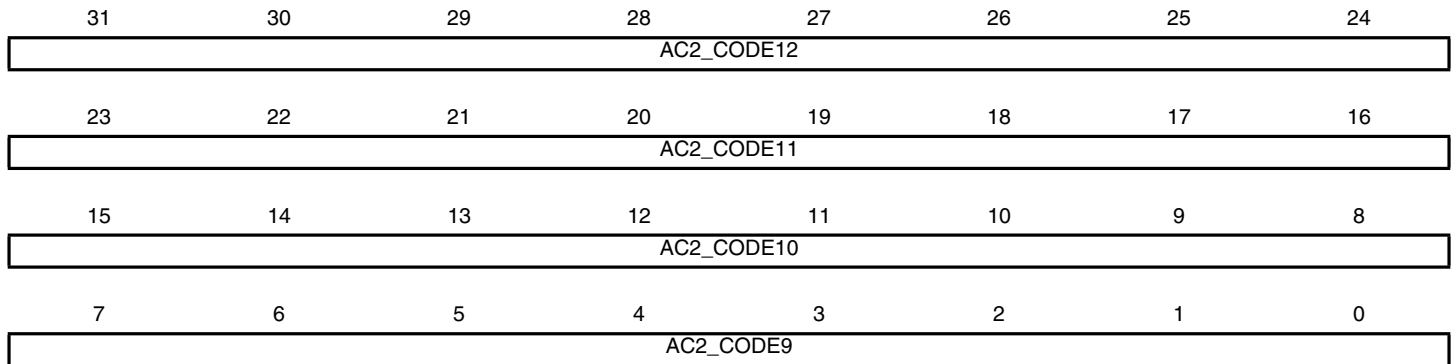 31 30 29 28 27 26 25 24
AC2_CODE12
23 22 21 20 19 18 17 16
AC2_CODE11
15 14 13 12 11 10 9 8
AC2_CODE10
7 6 5 4 3 2 1 0
AC2_CODE9